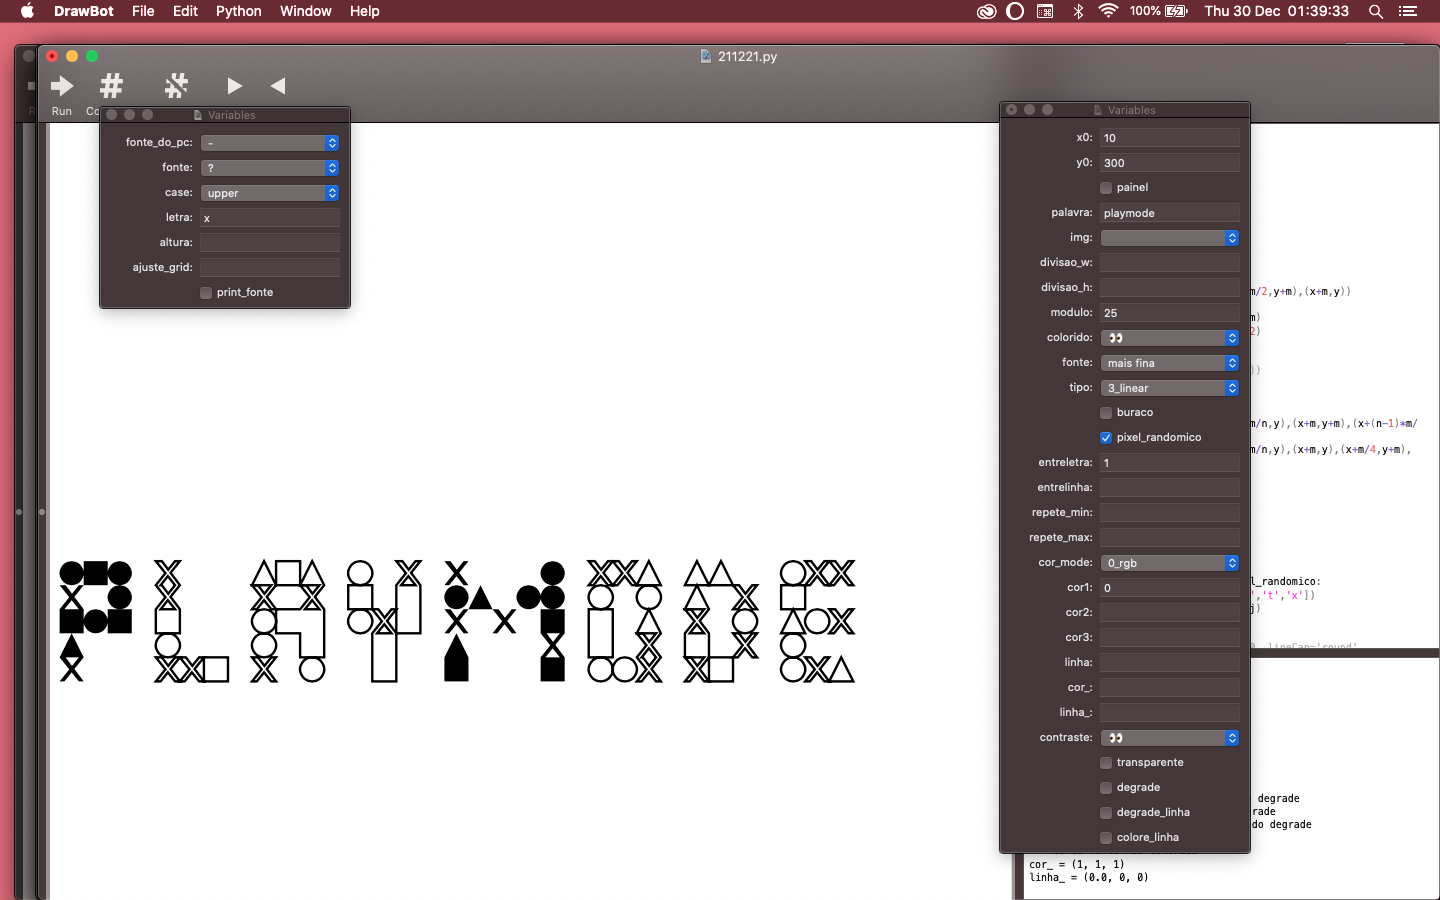 DrawBot File Edit Python Window Help 100% Thu 30 Dec 01:39:33
211221.py
Run
Variables
fonte_do_pc: -
fonte: ?
case: upper
letra: x
altura:
ajuste_grid:
print_fonte
PLAYMODE
Variables
x0: 10
y0: 300
painel
palavra: playmode
img:
divisao_w:
divisao_h:
modulo: 25
colorido: 👀
fonte: mais fina
tipo: 3_linear
buraco
pixel_randomico
entreletra: 1
entrelinha:
repete_min:
repete_max:
cor_mode: 0_rgb
cor1: 0
cor2:
cor3:
linha:
cor_:
linha_:
contraste: 👀
transparente
degrade
degrade_linha
colore_linha
m/2,y+m),(x+m,y))
m)
2)
))
m/n,y),(x+m,y+m),(x+(n-1)*m/
m/n,y),(x+m,y),(x+m/4,y+m),
l_randomico:
','t','x'])
j)
degrade
rade
do degrade
cor_ = (1, 1, 1)
linha_ = (0.0, 0, 0)